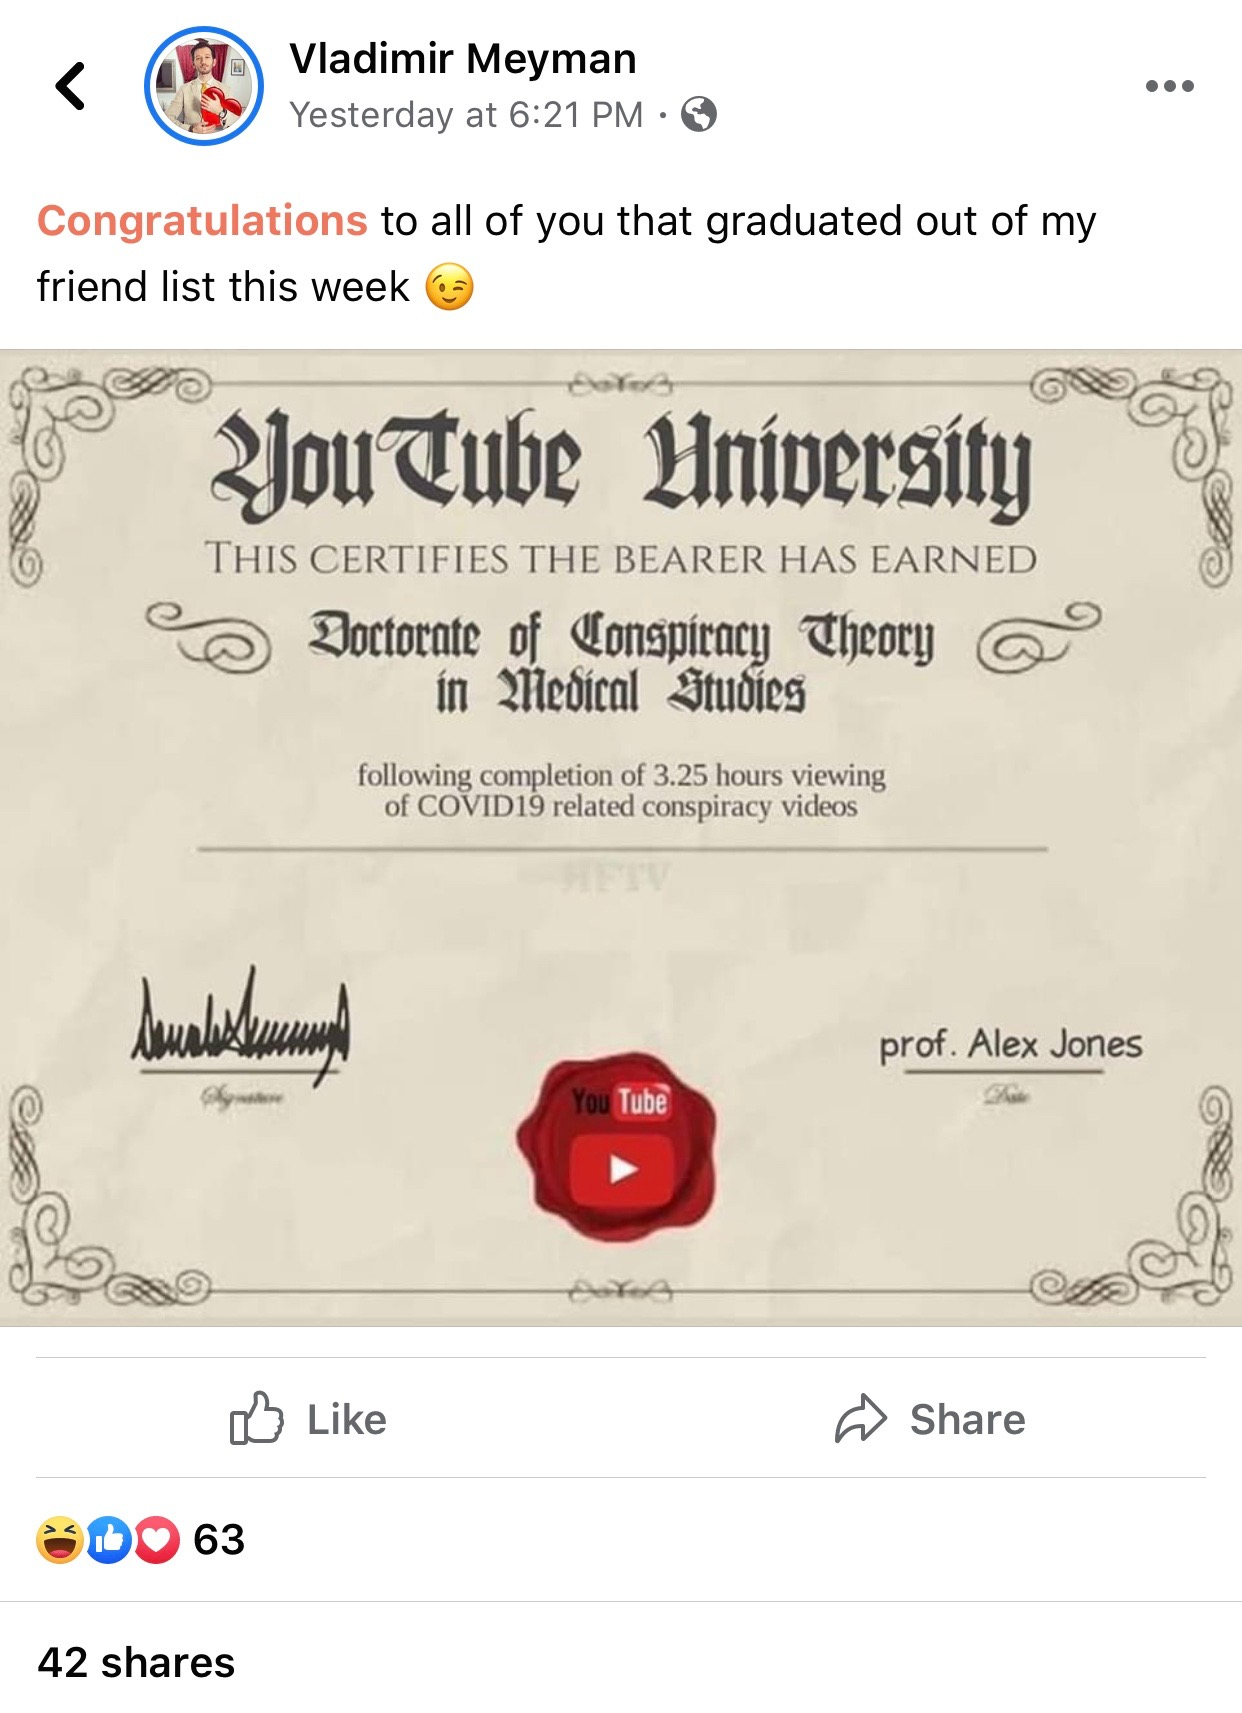 Vladimir Meyman
Yesterday at 6:21 PM ·
Congratulations to all of you that graduated out of my
friend list this week 😉
YouTube University
THIS CERTIFIES THE BEARER HAS EARNED
Doctorate of Conspiracy Theory
in Medical Studies
following completion of 3.25 hours viewing
of COVID19 related conspiracy videos
prof. Alex Jones
Signature
Date
You Tube
Like
Share
63
42 shares